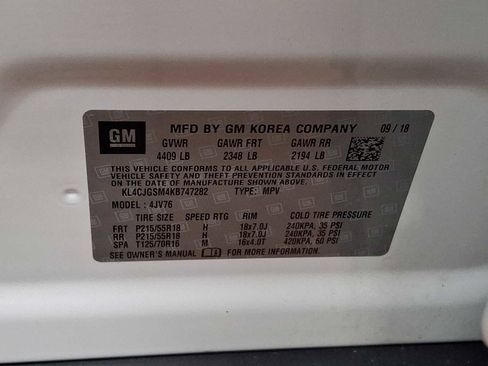 GM
MFD BY GM KOREA COMPANY 09 / 18
GVWR GAWR FRT GAWR RR
4409 LB 2348 LB 2194 LB
THIS VEHICLE CONFORMS TO ALL APPLICABLE U.S. FEDERAL MOTOR
VEHICLE SAFETY AND THEFT PREVENTION STANDARDS IN EFFECT
ON THE DATE OF MANUFACTURE SHOWN ABOVE.
KL4CJGSM4KB747282 TYPE: MPV
MODEL : 4JV76
TIRE SIZE SPEED RTG RIM COLD TIRE PRESSURE
FRT P215/55R18 H 18x7.0J 240KPA, 35 PSI
RR P215/55R18 H 18x7.0J 240KPA, 35 PSI
SPA T125/70R16 M 16x4.0T 420KPA, 60 PSI
SEE OWNER'S MANUAL FOR MORE INFORMATION.